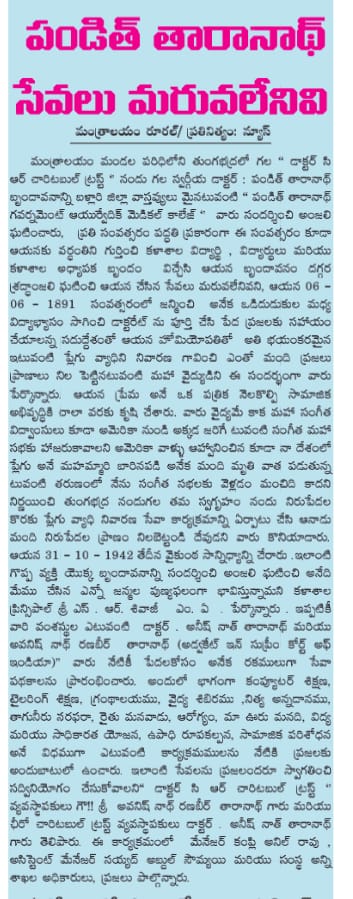 పండిత్ తారానాథ్
సేవలు మరువలేనివి
మంత్రాలయం రూరల్/ ప్రతినిత్యం: న్యూస్
మంత్రాలయం మండల పరిధిలోని తుంగభద్రలో గల “ డాక్టర్ సి
ఆర్ చారిటబుల్ ట్రస్ట్ ” నందు గల స్వర్గీయ డాక్టర్ : పండిత్ తారానాథ్
బృందావనాన్ని బళ్లారి జిల్లా వాస్తవ్యులు మైనటువంటి “ పండిత్ తారానాథ్
గవర్నమెంట్ ఆయుర్వేదిక్ మెడికల్ కాలేజ్ ” వారు సందర్శించి అంజలి
ఘటించారు, ప్రతి సంవత్సరం పద్ధతి ప్రకారంగా ఈ సంవత్సరం కూడా
ఆయనకు వర్ధంతిని గుర్తించి కళాశాల విద్యార్థి , విద్యార్థులు మరియు
కళాశాల అధ్యాపక బృందం విచ్చేసి ఆయన బృందావనం దగ్గర
శ్రద్ధాంజలి ఘటించి ఆయన చేసిన సేవలు మరువలేనివని, ఆయన 06 -
06 - 1891 సంవత్సరంలో జన్మించి అనేక ఒడిదుడుకుల మధ్య
విద్యాభ్యాసం సాగించి డాక్టరేట్ ను పూర్తి చేసి పేద ప్రజలకు సహాయం
చేయాలన్న సదుద్దేశంతో ఆయన హోమియోపతితో అతి భయంకరమైన
ఇటువంటి ప్లేగు వ్యాధిని నివారణ గావించి ఎంతో మంది ప్రజలు
ప్రాణాలు నిల పెట్టినటువంటి మహా వైద్యుడిని ఈ సందర్భంగా వారు
పేర్కొన్నారు. ఆయన ప్రేమ అనే ఒక పత్రిక నెలకొల్పి సామాజిక
అభివృద్ధికి చాలా వరకు కృషి చేశారు. వారు వైద్యమే కాక మహా సంగీత
విద్వాంసులు కూడా అమెరికా నుండి అక్కడ జరిగే టువంటి సంగీత మహా
సభకు హాజరుకావాలని అమెరికా వాళ్ళు ఆహ్వానించిన కూడా నా దేశంలో
ప్లేగు అనే మహమ్మారి బారినపడి అనేక మంది మృతి వాత పడుతున్న
టువంటి తరుణంలో నేను సంగీత సభలకు వెళ్లడం మంచిది కాదని
నిర్ణయించి తుంగభద్ర నందుగల తమ స్వగృహం నందు నిరుపేదల
కొరకు ప్లేగు వ్యాధి నివారణ సేవా కార్యక్రమాన్ని ఏర్పాటు చేసి ఆనాడు
మంది నిరుపేదల ప్రాణం నిలబెట్టండి దేవుడని వారు కొనియాడారు.
ఆయన 31 - 10 - 1942 తేదీన వైకుంఠ సాన్నిధ్యాన్ని చేరారు .ఇలాంటి
గొప్ప వ్యక్తి యొక్క బృందావనాన్ని సందర్శించి అంజలి ఘటించి అనేది
మేము చేసిన ఎన్నో జన్మల పుణ్యఫలంగా భావిస్తున్నామని కళాశాల
ప్రిన్సిపాల్ శ్రీ ఎస్ . ఆర్. శివాజీ ఎం. ఏ . పేర్కొన్నారు . ఇప్పటికీ
వారి వంశస్థుల ఎటువంటి డాక్టర్ . అనీష్ నాత్ తారానాథ్ మరియు
అవనిష్ నాథ్ రణబీర్ తారానాథ్ (అడ్వకేట్ ఇన్ సుప్రీం కోర్ట్ అఫ్
ఇండియా)” వారు నేటికీ పేదలకోసం అనేక రకములుగా సేవా
పథకాలను ప్రారంభించారు. అందులో భాగంగా కంప్యూటర్ శిక్షణ,
టైలరింగ్ శిక్షణ, గ్రంథాలయము, వైద్య శిబిరము ,నిత్య అన్నదానము,
తాగునీరు సరఫరా, రైతు మనవాడు, ఆరోగ్యం, మా ఊరు మనది, విద్య
మరియు సాధికారత యోజన, ఉపాధి రూపకల్పన, సామాజిక పరిశోధన
అనే విధముగా ఎటువంటి కార్యక్రమములను నేటికి ప్రజలకు
అందుబాటులో ఉంచారు. ఇలాంటి సేవలను ప్రజలందరూ స్వాగతించి
సద్వినియోగం చేసుకోవాలని“ డాక్టర్ సి ఆర్ చారిటబుల్ ట్రస్ట్ ”
వ్యవస్థాపకులు గౌ!! శ్రీ అవనిష్ నాథ్ రణబీర్ తారానాథ్ గారు మరియు
ఛీరో చారిటబుల్ ట్రస్ట్ వ్యవస్థాపకులు డాక్టర్ . అనీష్ నాత్ తారానాథ్
గారు తెలిపారు. ఈ కార్యక్రమంలో మేనేజర్ కంప్లి అనిల్ రావు ,
అసిస్టెంట్ మేనేజర్ సయ్యద్ అబ్దుల్ సౌమ్యయి మరియు సంస్థ అన్ని
శాఖల అధికారులు, ప్రజలు పాల్గొన్నారు.